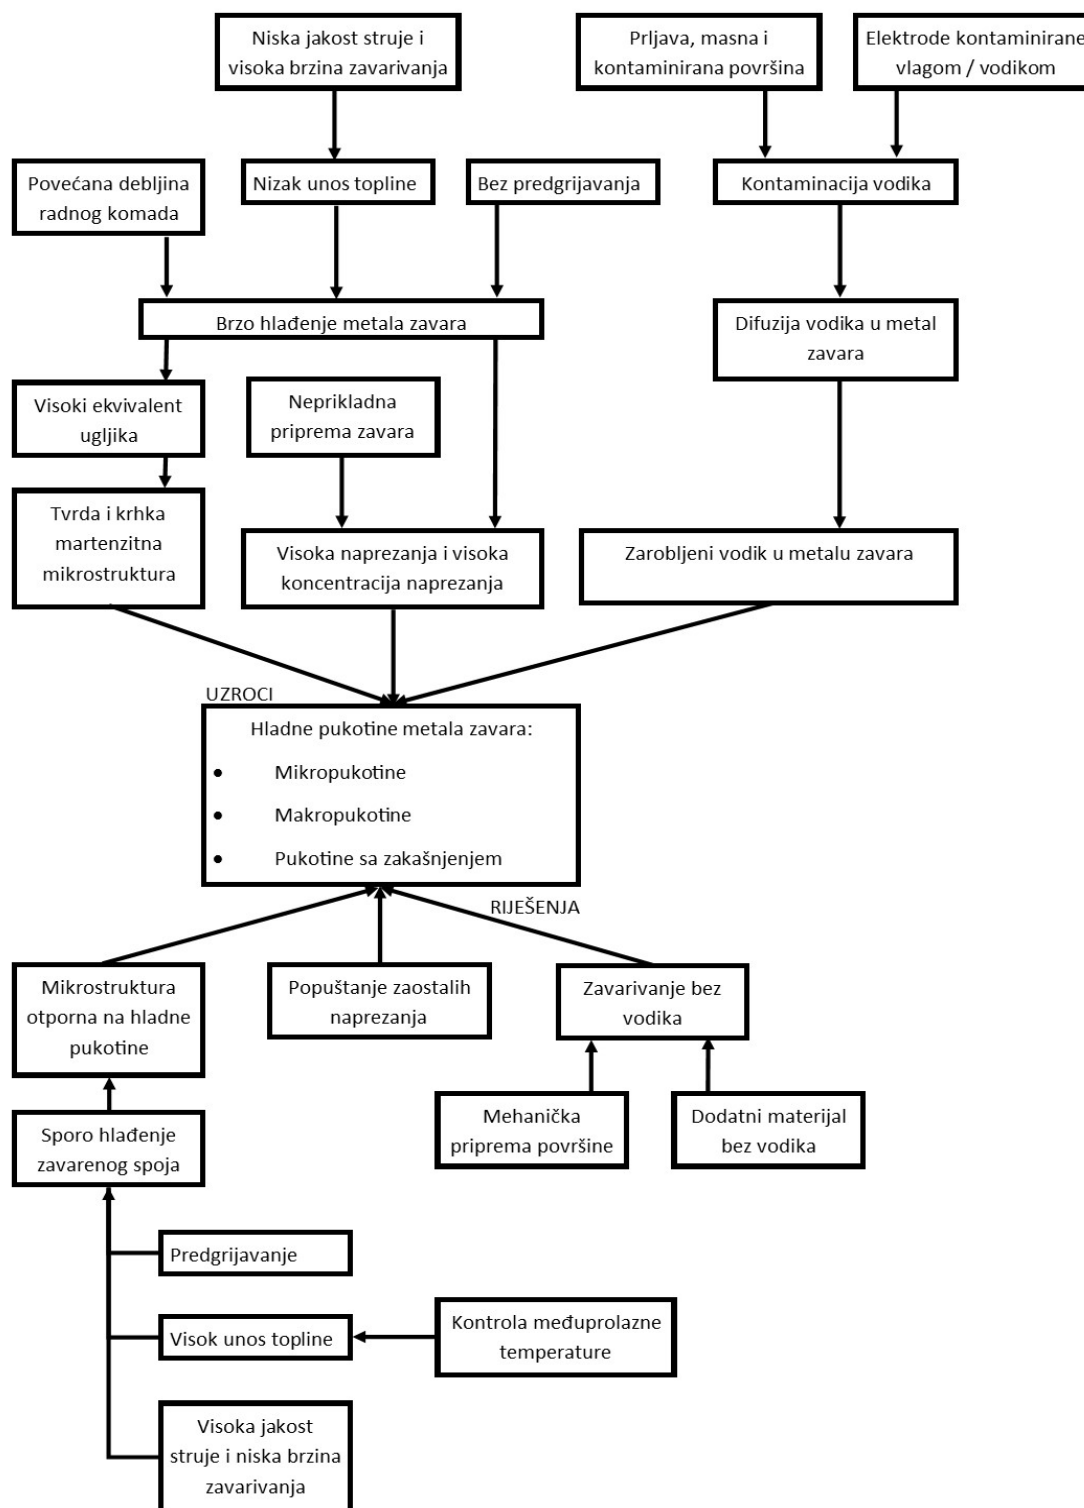 Niska jakost struje i
visoka brzina zavarivanja
Prljava, masna i
kontaminirana površina
Elektrode kontaminirane
vlagom / vodikom
Povećana debljina
radnog komada
Nizak unos topline
Bez predgrijavanja
Kontaminacija vodika
Brzo hlađenje metala zavara
Difuzija vodika u metal
zavara
Visoki ekvivalent
ugljika
Neprikladna
priprema zavara
Tvrda i krhka
martenzitna
mikrostruktura
Visoka naprezanja i visoka
koncentracija naprezanja
Zarobljeni vodik u metalu zavara
UZROCI
Hladne pukotine metala zavara:
• Mikropukotine
• Makropukotine
• Pukotine sa zakašnjenjem
RIJEŠENJA
Mikrostruktura
otporna na hladne
pukotine
Popuštanje zaostalih
naprezanja
Zavarivanje bez
vodika
Sporo hlađenje
zavarenog spoja
Mehanička
priprema površine
Dodatni materijal
bez vodika
Predgrijavanje
Visok unos topline
Kontrola međuprolazne
temperature
Visoka jakost
struje i niska brzina
zavarivanja